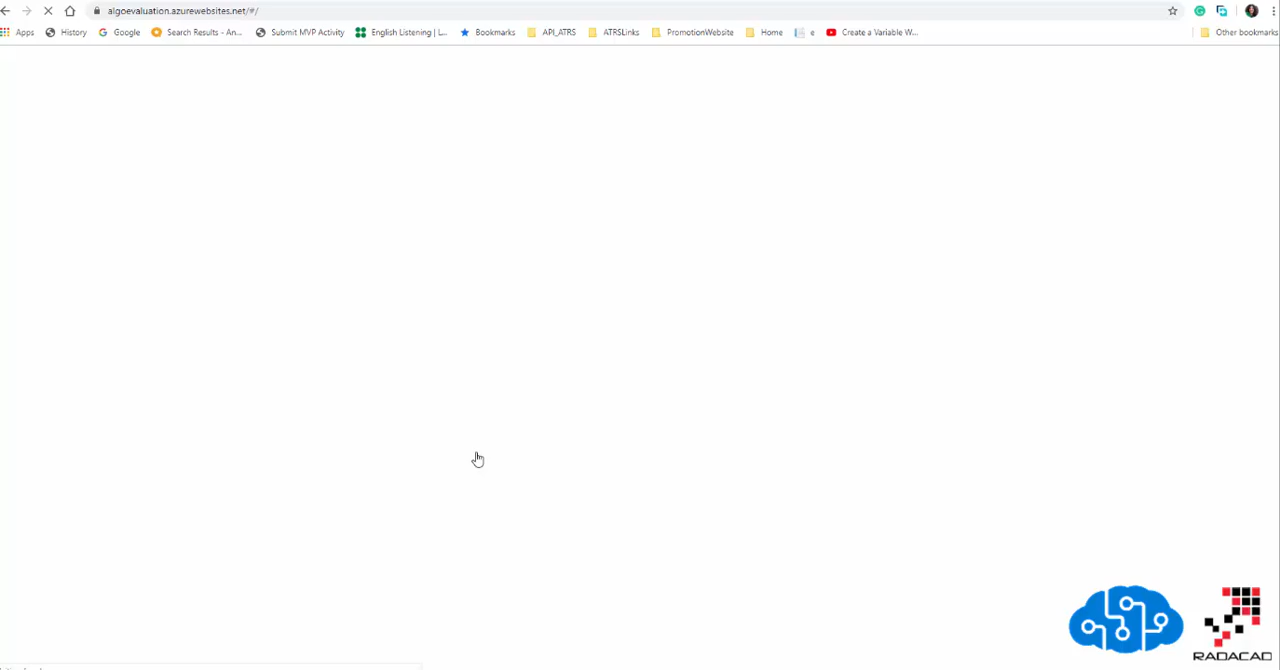 algoevaluation.azurewebsites.net/#/
Apps History Google Search Results - An... Submit MVP Activity English Listening | L... Bookmarks API_ATRS ATRSLinks PromotionWebsite Home e Create a Variable W... Other bookmarks
RADACAD